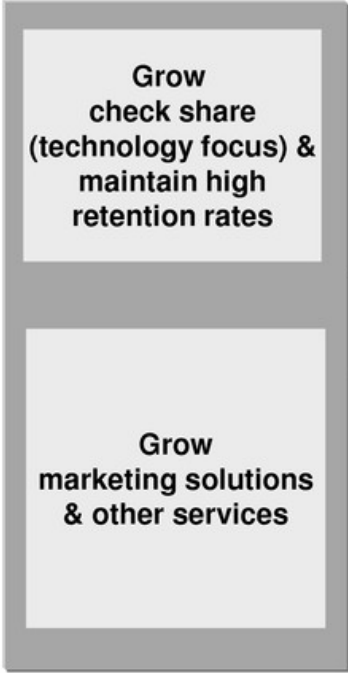 Grow
check share
(technology focus) &
maintain high
retention rates
Grow
marketing solutions
& other services